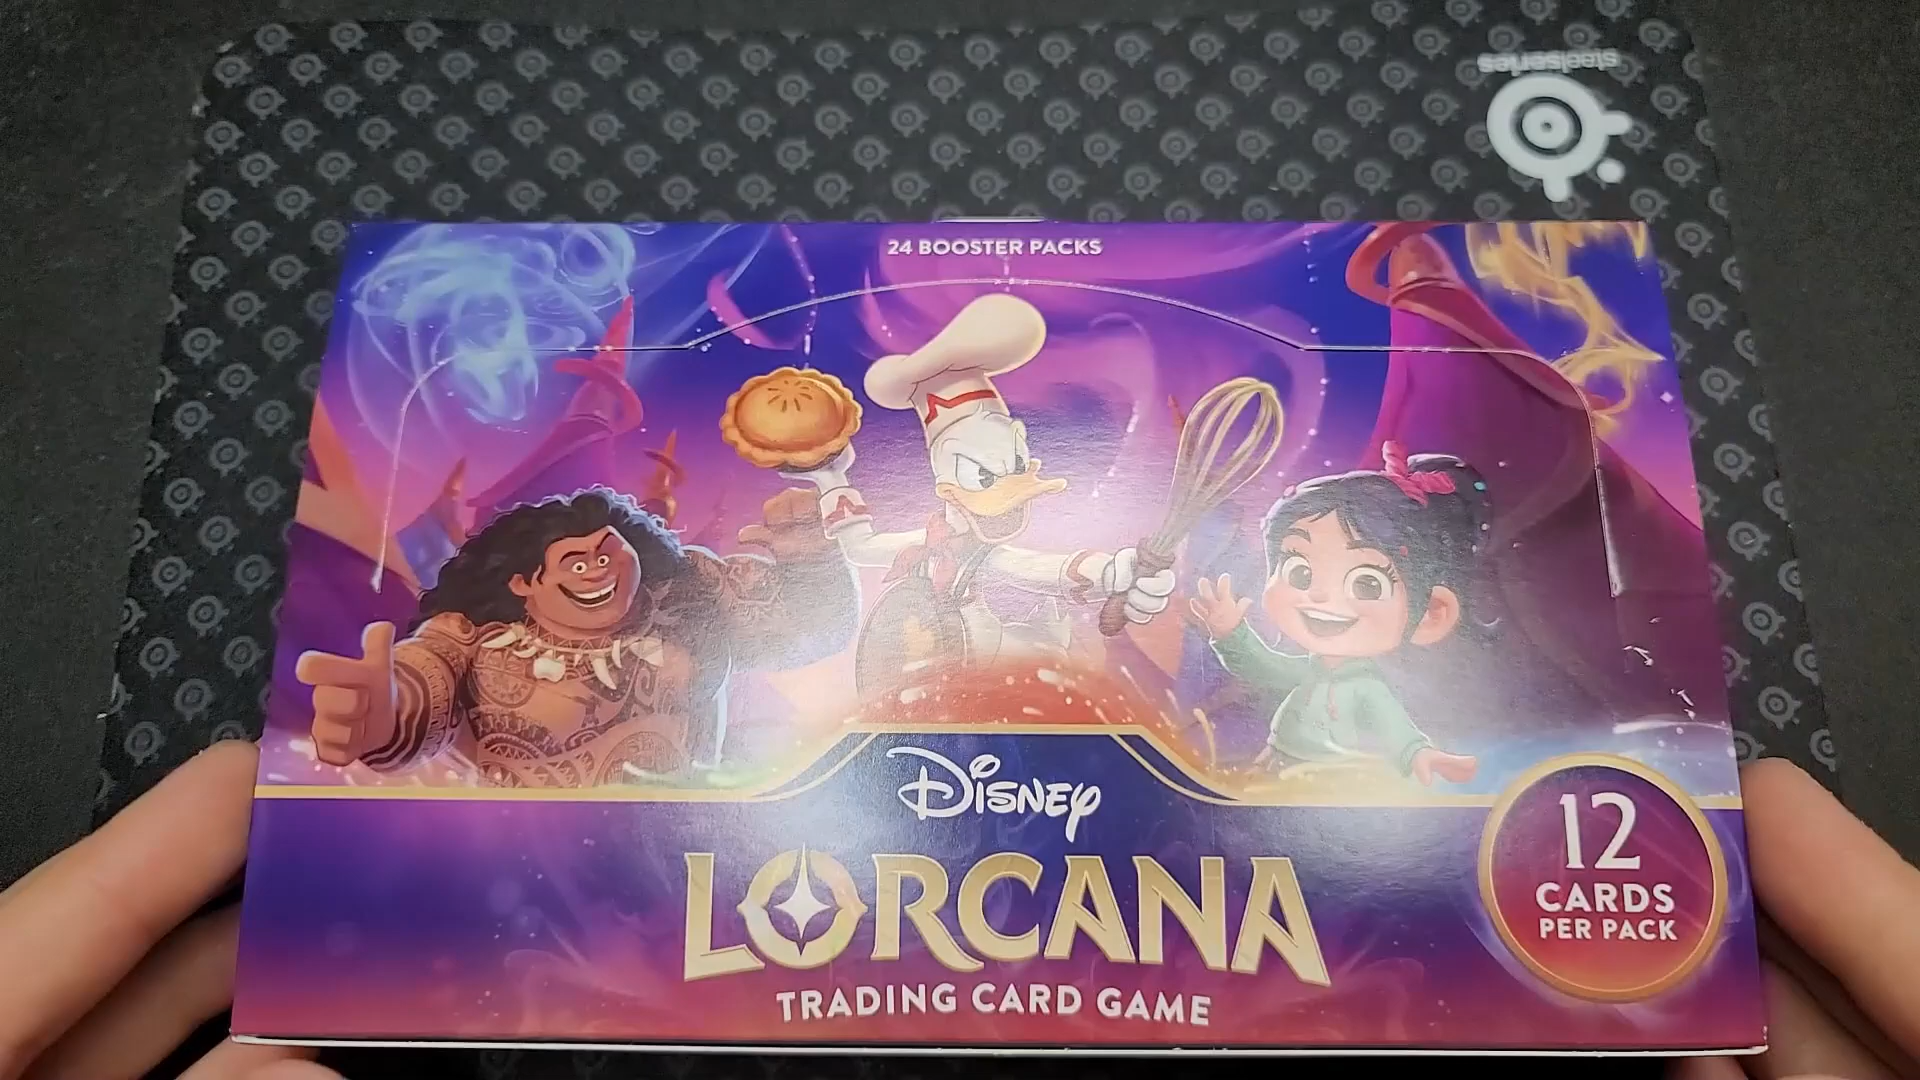 steelseries
24 BOOSTER PACKS
Disney
LORCANA
TRADING CARD GAME
12
CARDS
PER PACK